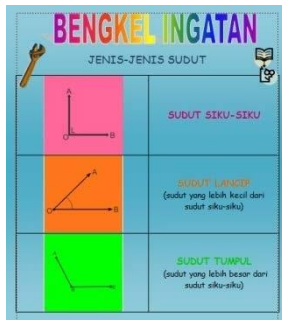 BENGKEL INGATAN
JENIS-JENIS SUDUT
A
O
B
SUDUT SIKU-SIKU
A
O
B
SUDUT LANCIP
(sudut yang lebih kecil dari
sudut siku-siku)
A
SUDUT TUMPUL
(sudut yang lebih besar dari
sudut siku-siku)